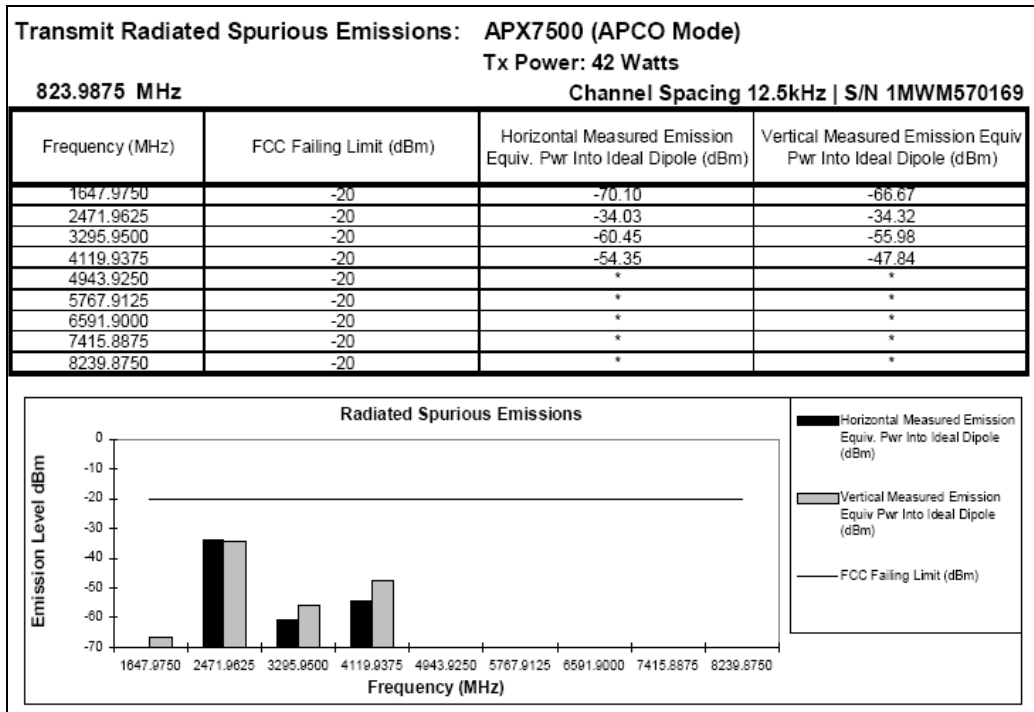 Transmit Radiated Spurious Emissions: APX7500 (APCO Mode)
Tx Power: 42 Watts
823.9875 MHz Channel Spacing 12.5kHz | S/N 1MWM570169
Frequency (MHz) FCC Failing Limit (dBm) Horizontal Measured Emission Equiv. Pwr Into Ideal Dipole (dBm) Vertical Measured Emission Equiv Pwr Into Ideal Dipole (dBm)
1647.9750 -20 -70.10 -66.67
2471.9625 -20 -34.03 -34.32
3295.9500 -20 -60.45 -55.98
4119.9375 -20 -54.35 -47.84
4943.9250 -20 * *
5767.9125 -20 * *
6591.9000 -20 * *
7415.8875 -20 * *
8239.8750 -20 * *
Radiated Spurious Emissions
Emission Level dBm
0
-10
-20
-30
-40
-50
-60
-70
1647.9750 2471.9625 3295.9500 4119.9375 4943.9250 5767.9125 6591.9000 7415.8875 8239.8750
Frequency (MHz)
Horizontal Measured Emission
Equiv. Pwr Into Ideal Dipole
(dBm)
Vertical Measured Emission
Equiv Pwr Into Ideal Dipole
(dBm)
FCC Failing Limit (dBm)